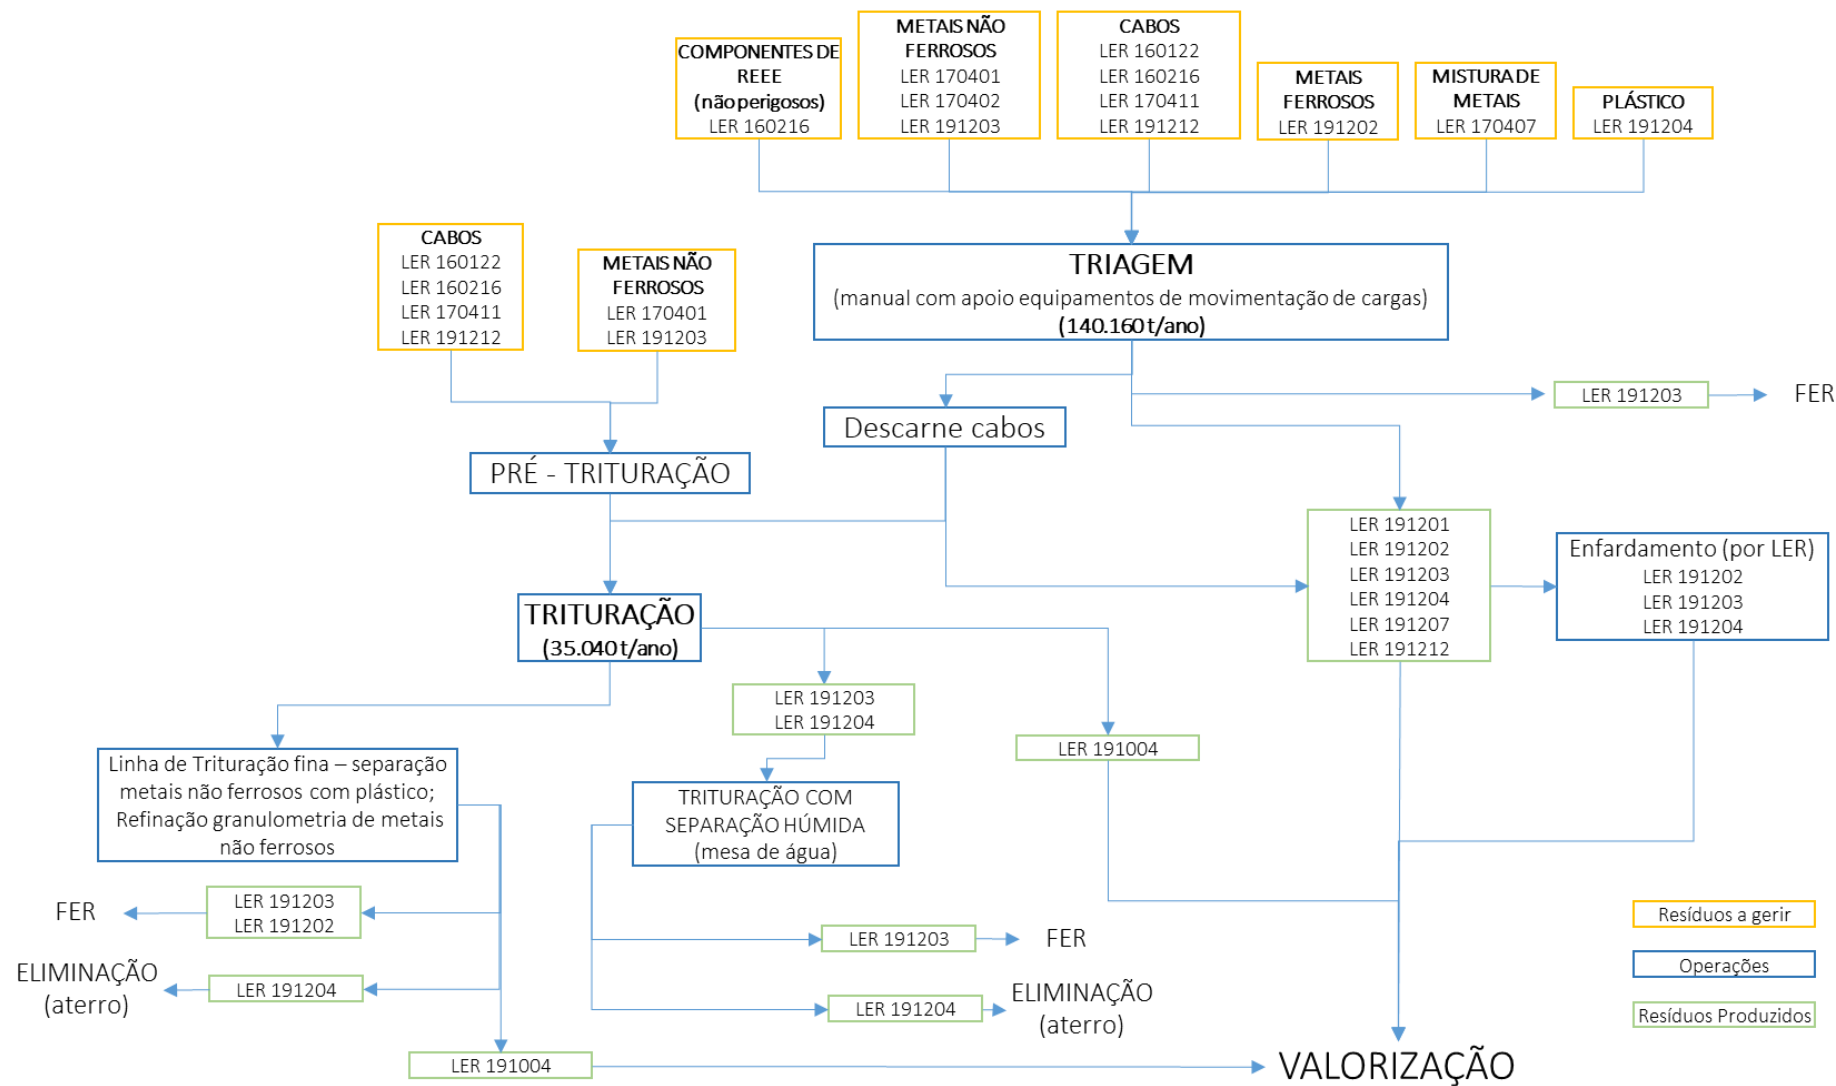 COMPONENTES DE
REEE
(não perigosos)
LER 160216
METAIS NÃO
FERROSOS
LER 170401
LER 170402
LER 191203
CABOS
LER 160122
LER 160216
LER 170411
LER 191212
METAIS
FERROSOS
LER 191202
MISTURA DE
METAIS
LER 170407
PLÁSTICO
LER 191204
CABOS
LER 160122
LER 160216
LER 170411
LER 191212
METAIS NÃO
FERROSOS
LER 170401
LER 191203
TRIAGEM
(manual com apoio equipamentos de movimentação de cargas)
(140.160 t/ano)
LER 191203
FER
Descarne cabos
PRÉ - TRITURAÇÃO
LER 191201
LER 191202
LER 191203
LER 191204
LER 191207
LER 191212
Enfardamento (por LER)
LER 191202
LER 191203
LER 191204
TRITURAÇÃO
(35.040 t/ano)
LER 191203
LER 191204
LER 191004
Linha de Trituração fina – separação
metais não ferrosos com plástico;
Refinação granulometria de metais
não ferrosos
TRITURAÇÃO COM
SEPARAÇÃO HÚMIDA
(mesa de água)
FER
LER 191203
LER 191202
ELIMINAÇÃO
(aterro)
LER 191204
LER 191203
FER
LER 191204
ELIMINAÇÃO
(aterro)
LER 191004
VALORIZAÇÃO
Resíduos a gerir
Operações
Resíduos Produzidos